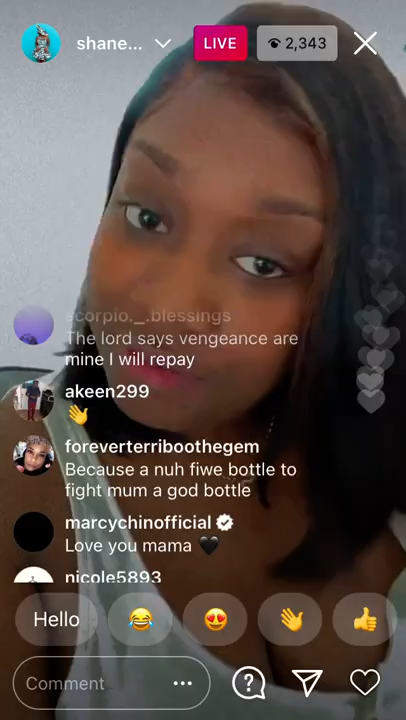 shane...
LIVE
2,343
scorpio._.blessings
The lord says vengeance are
mine I will repay
akeen299
👋
foreverterriboothegem
Because a nuh fiwe bottle to
fight mum a god bottle
marcychinofficial
Love you mama 🖤
nicole5893
Hello
😂
😍
👋
👍
Comment
...